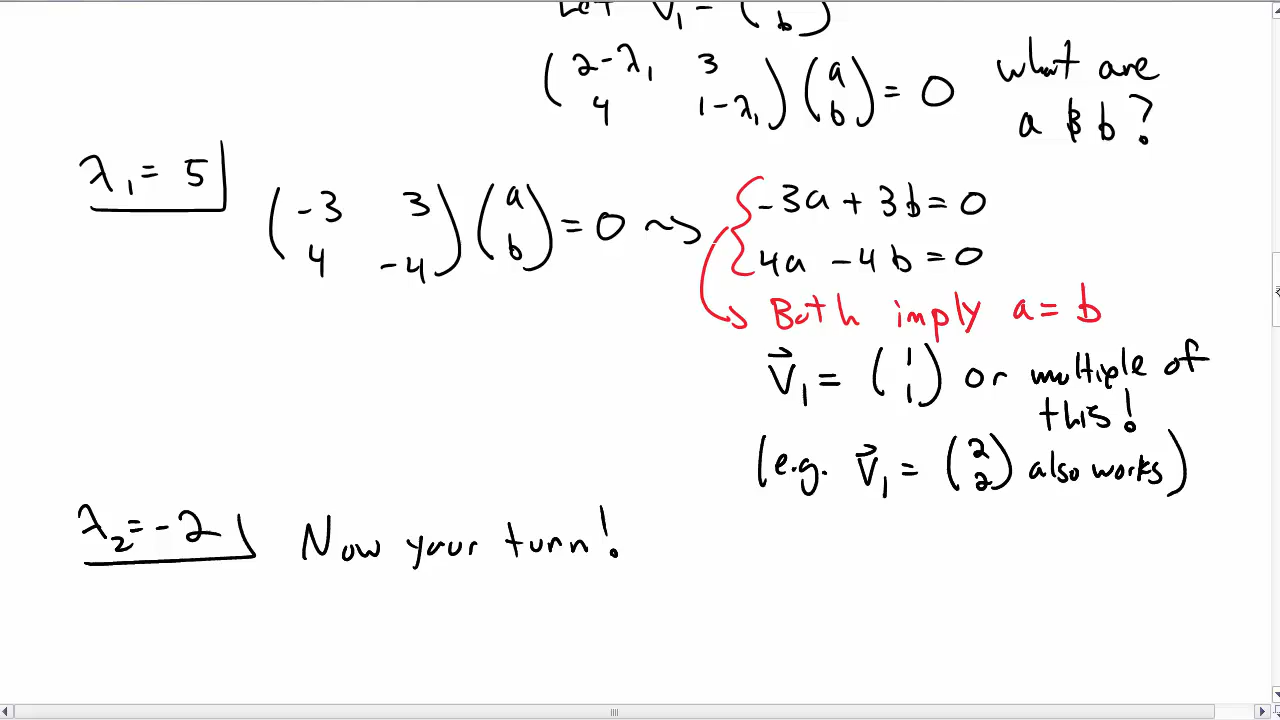 Let V₁ = ( b )
( 2-λ₁ 3 ) ( a ) = 0 what are
( 4 1-λ₁ ) ( b ) a & b ?
λ₁ = 5
( -3 3 ) ( a ) = 0 ⇝ { -3a + 3b = 0
( 4 -4 ) ( b ) { 4a - 4b = 0
Both imply a = b
V⃗₁ = ( 1 1 ) or multiple of
this!
(e.g. V⃗₁ = ( 2 2 ) also works)
λ₂ = -2 Now your turn!